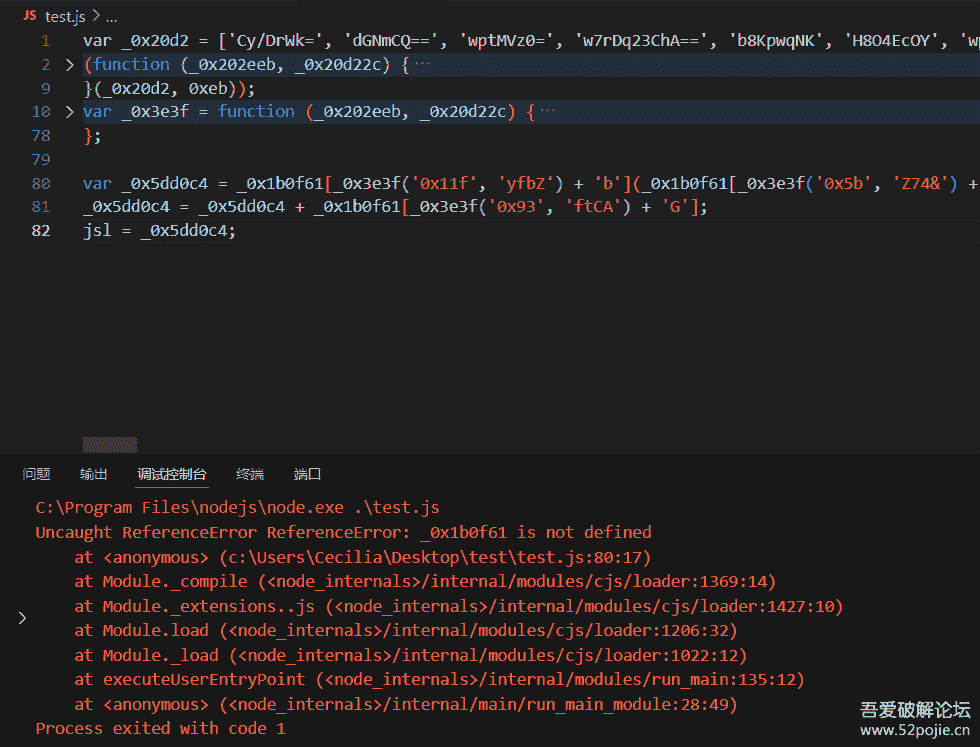 JS test.js > ...
1 var _0x20d2 = ['Cy/DrWk=', 'dGNmCQ==', 'wptMVz0=', 'w7rDq23ChA==', 'b8KpwqNK', 'H8O4EcOY',
2 > (function (_0x202eeb, _0x20d22c) { ···
9 }(_0x20d2, 0xeb));
10 > var _0x3e3f = function (_0x202eeb, _0x20d22c) { ···
78 };
79
80 var _0x5dd0c4 = _0x1b0f61[_0x3e3f('0x11f', 'yfbZ') + 'b'](_0x1b0f61[_0x3e3f('0x5b', 'Z74&') +
81 _0x5dd0c4 = _0x5dd0c4 + _0x1b0f61[_0x3e3f('0x93', 'ftCA') + 'G'];
82 jsl = _0x5dd0c4;
问题 输出 调试控制台 终端 端口
C:\Program Files\nodejs\node.exe .\test.js
Uncaught ReferenceError ReferenceError: _0x1b0f61 is not defined
at <anonymous> (c:\Users\Cecilia\Desktop\test\test.js:80:17)
at Module._compile (<node_internals>/internal/modules/cjs/loader:1369:14)
at Module._extensions..js (<node_internals>/internal/modules/cjs/loader:1427:10)
at Module.load (<node_internals>/internal/modules/cjs/loader:1206:32)
at Module._load (<node_internals>/internal/modules/cjs/loader:1022:12)
at executeUserEntryPoint (<node_internals>/internal/modules/run_main:135:12)
at <anonymous> (<node_internals>/internal/main/run_main_module:28:49)
Process exited with code 1
吾爱破解论坛
www.52pojie.cn